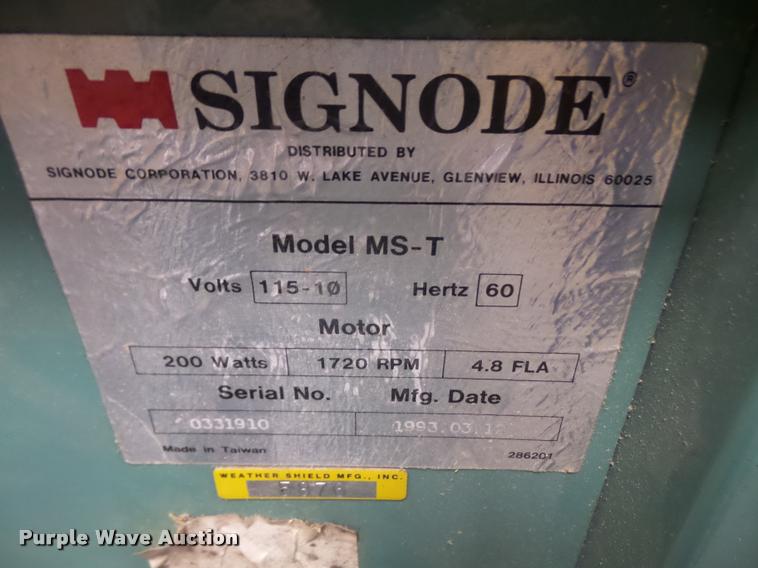 SIGNODE®
DISTRIBUTED BY
SIGNODE CORPORATION, 3810 W. LAKE AVENUE, GLENVIEW, ILLINOIS 60025
Model MS-T
Volts 115-1Ø Hertz 60
Motor
200 Watts 1720 RPM 4.8 FLA
Serial No. Mfg. Date
0331910 1993.03.12
Made in Taiwan 286201
WEATHER SHIELD MFG., INC.
Purple Wave Auction